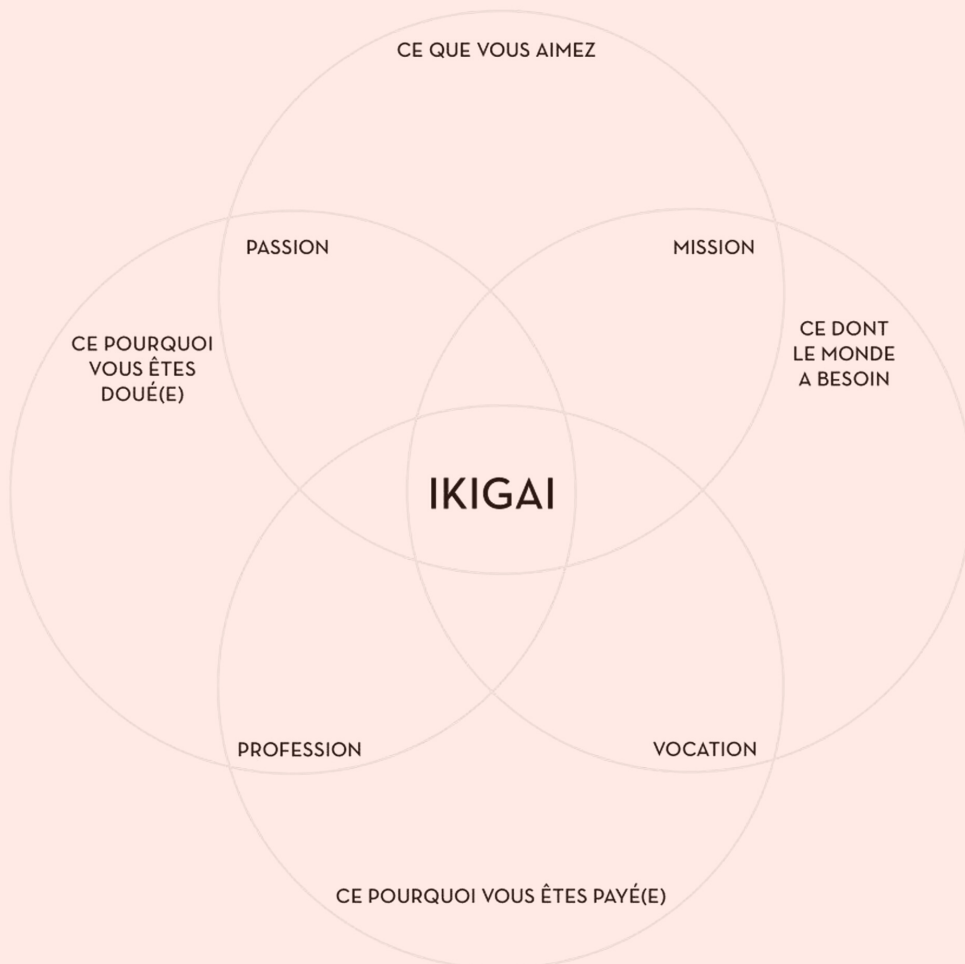 CE QUE VOUS AIMEZ
PASSION
MISSION
CE POURQUOI
VOUS ÊTES
DOUÉ(E)
CE DONT
LE MONDE
A BESOIN
IKIGAI
PROFESSION
VOCATION
CE POURQUOI VOUS ÊTES PAYÉ(E)